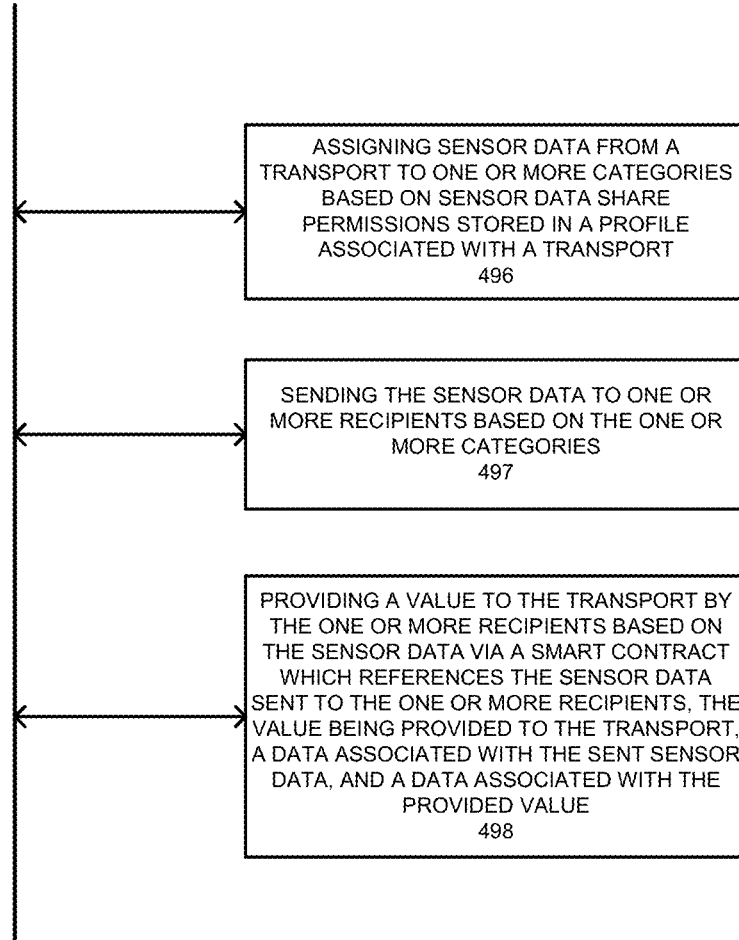 ASSIGNING SENSOR DATA FROM A
TRANSPORT TO ONE OR MORE CATEGORIES
BASED ON SENSOR DATA SHARE
PERMISSIONS STORED IN A PROFILE
ASSOCIATED WITH A TRANSPORT
496
SENDING THE SENSOR DATA TO ONE OR
MORE RECIPIENTS BASED ON THE ONE OR
MORE CATEGORIES
497
PROVIDING A VALUE TO THE TRANSPORT BY
THE ONE OR MORE RECIPIENTS BASED ON
THE SENSOR DATA VIA A SMART CONTRACT
WHICH REFERENCES THE SENSOR DATA
SENT TO THE ONE OR MORE RECIPIENTS, THE
VALUE BEING PROVIDED TO THE TRANSPORT,
A DATA ASSOCIATED WITH THE SENT SENSOR
DATA, AND A DATA ASSOCIATED WITH THE
PROVIDED VALUE
498